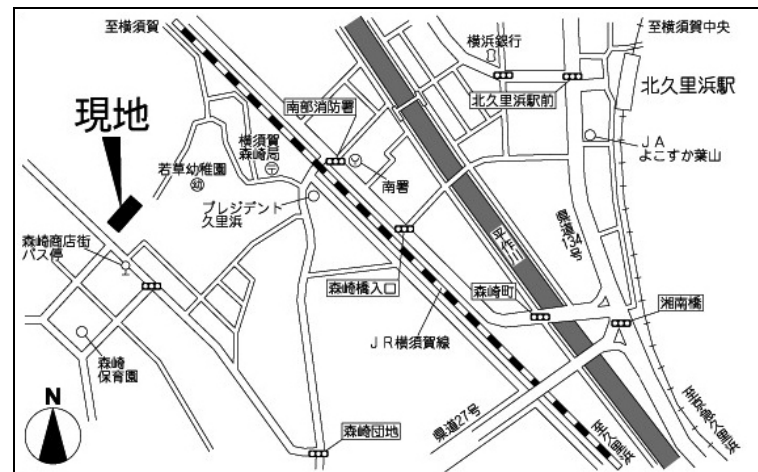 至横須賀
至横須賀中央
横浜銀行
北久里浜駅前
北久里浜駅
現地
南部消防署
横須賀
森崎局
若草幼稚園
幼
南署
JA
よこすか葉山
プレジデント
久里浜
県道
134号
平作川
森崎商店街
バス停
森崎橋入口
森崎町
湘南橋
JR横須賀線
森崎
保育園
N
森崎団地
県道27号
至久里浜
至京急久里浜